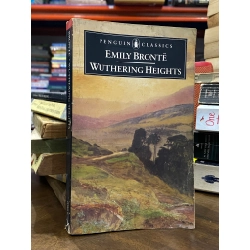 PENGUIN CLASSICS
EMILY BRONTË
WUTHERING HEIGHTS